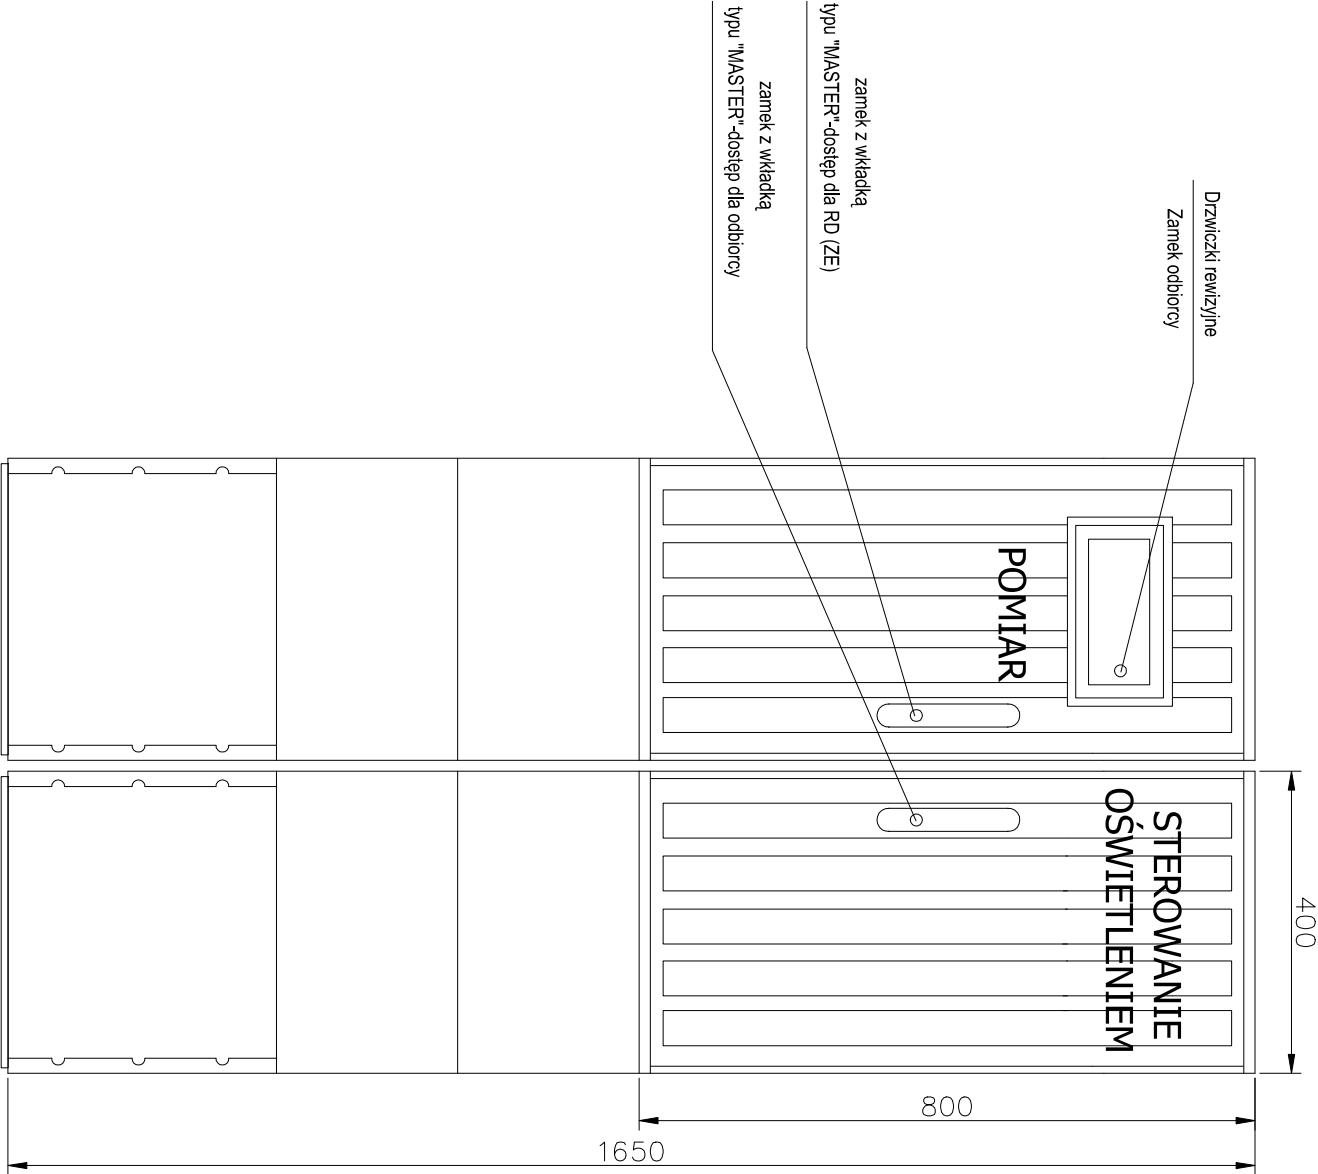 Drzwiczki rewizyjne
Zamek odbiorcy
zamek z wkładką
typu "MASTER"-dostęp dla RD (ZE)
zamek z wkładką
typu "MASTER"-dostęp dla odbiorcy
POMIAR
STEROWANIE
OŚWIETLENIEM
400
800
1650